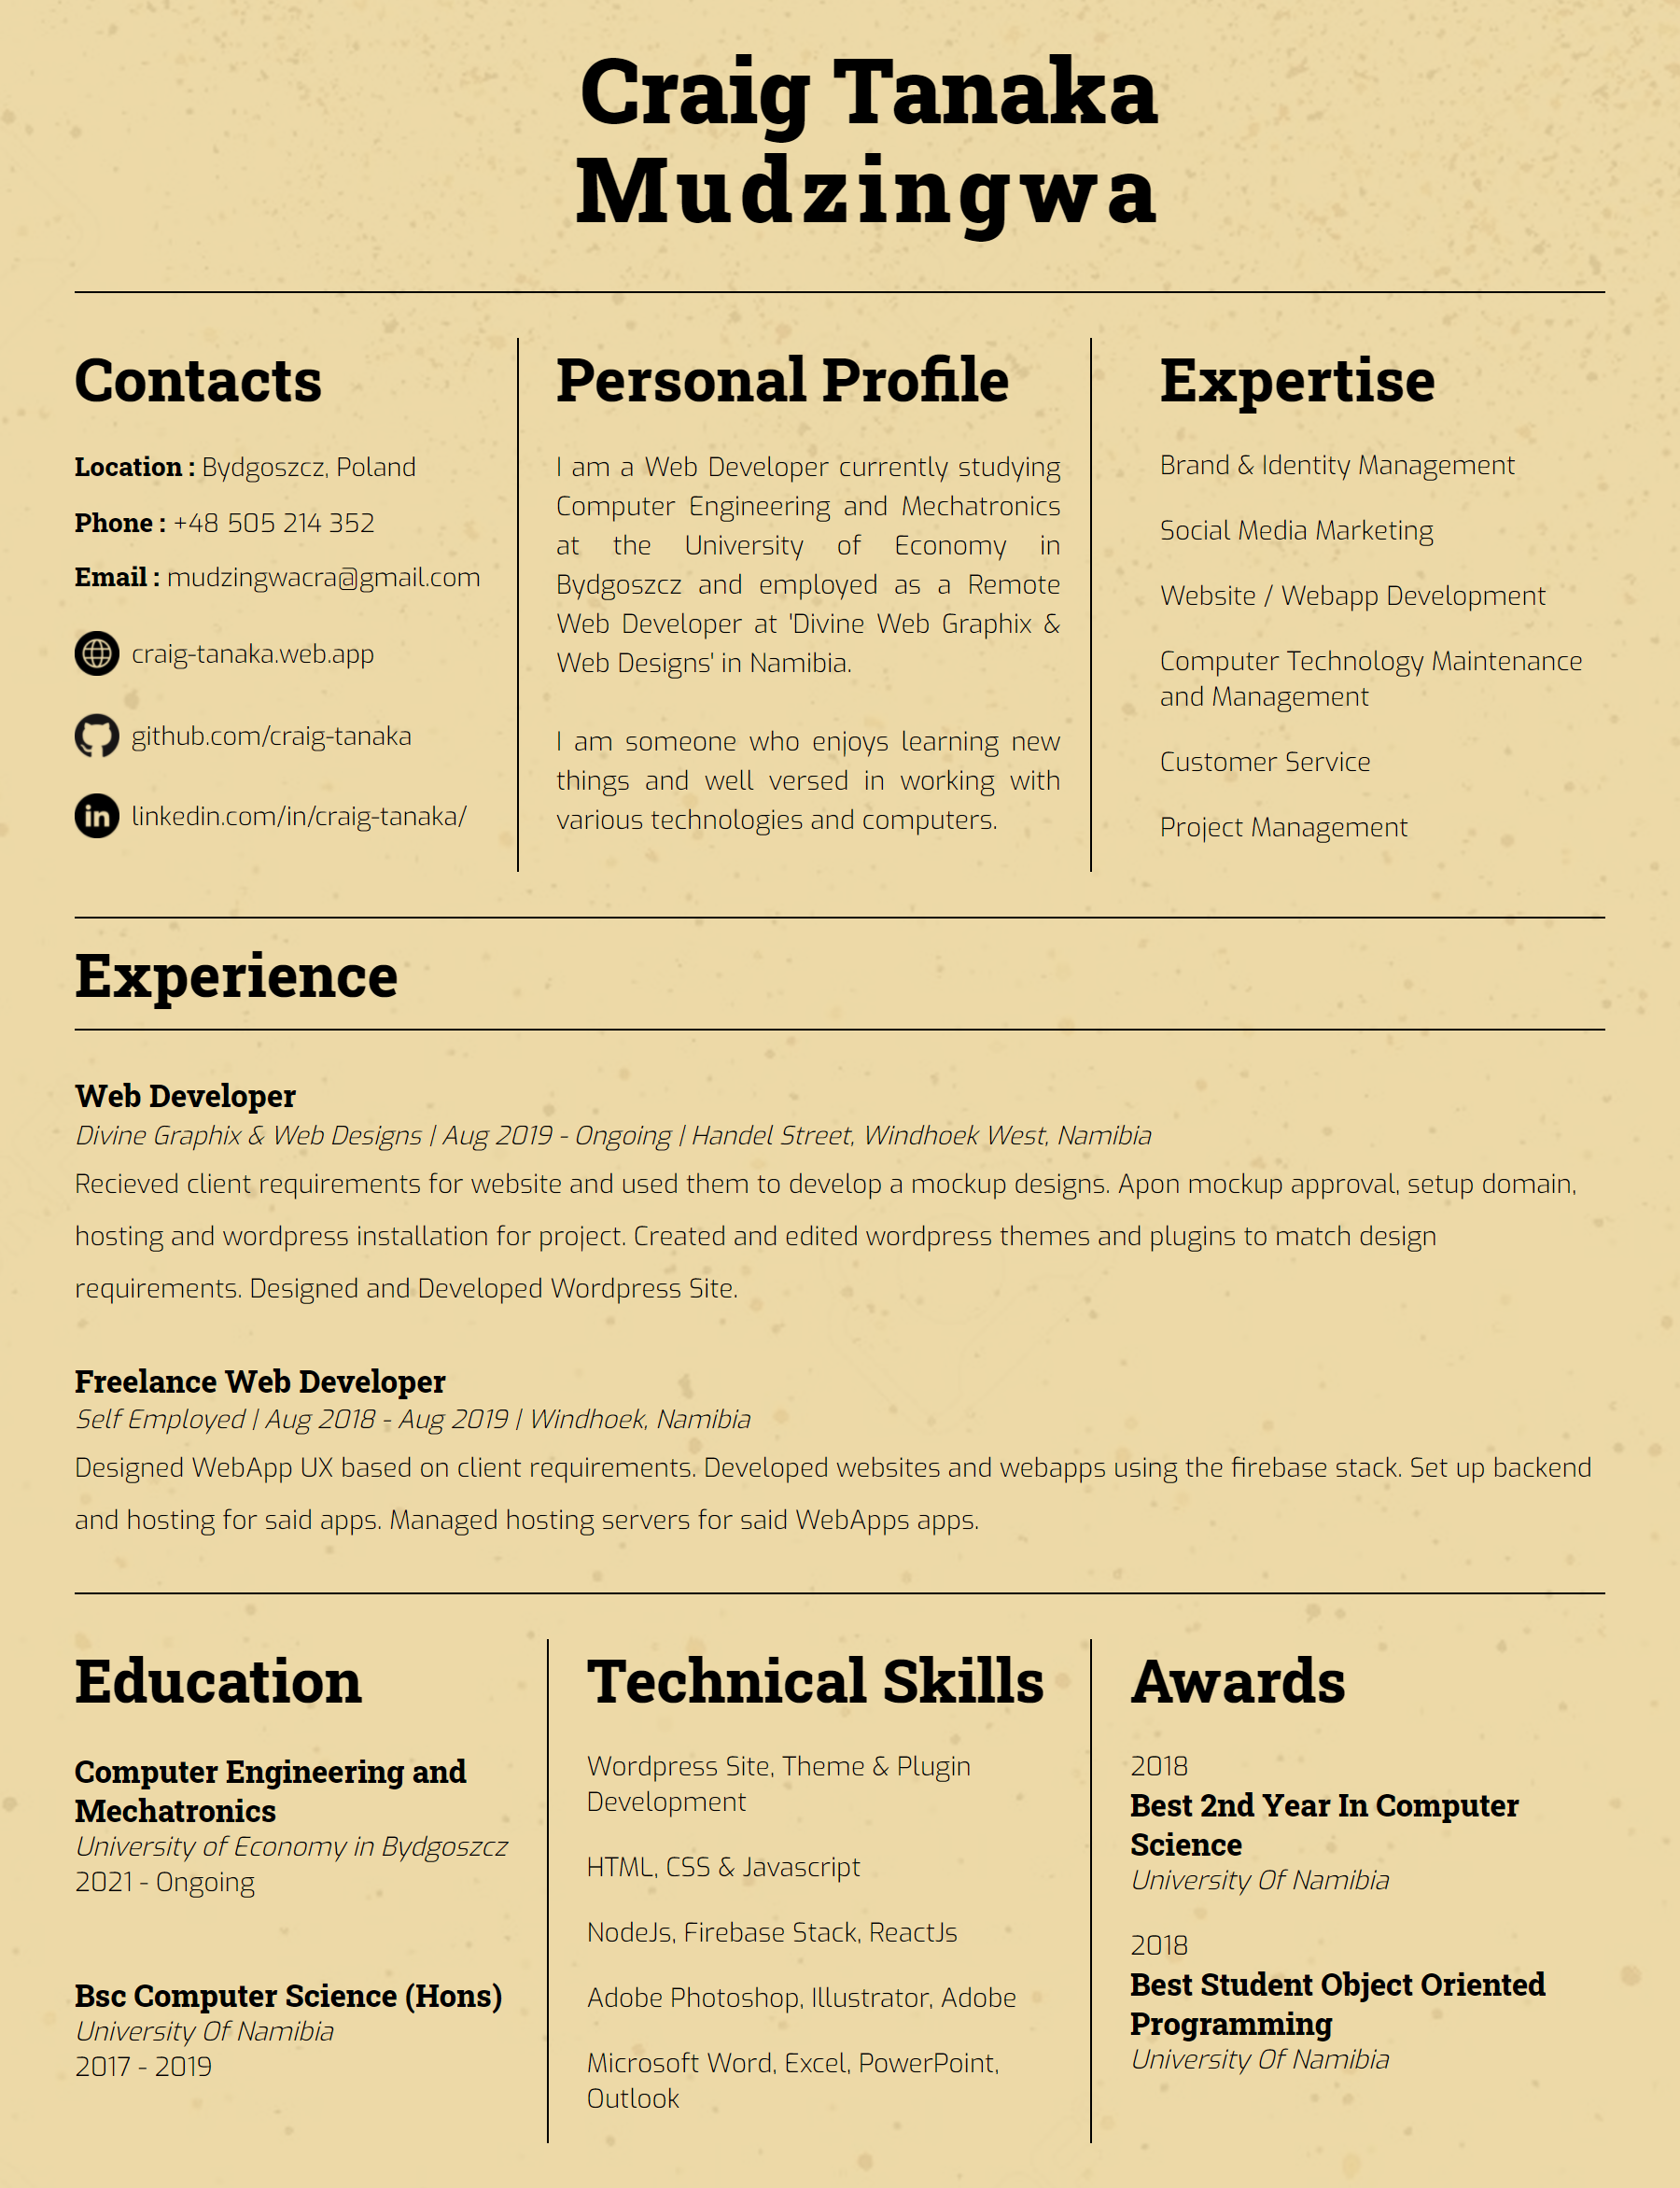 Craig Tanaka
Mudzingwa
Contacts
Location : Bydgoszcz, Poland
Phone : +48 505 214 352
Email : mudzingwacra@gmail.com
craig-tanaka.web.app
github.com/craig-tanaka
linkedin.com/in/craig-tanaka/
Personal Profile
I am a Web Developer currently studying
Computer Engineering and Mechatronics
at the University of Economy in
Bydgoszcz and employed as a Remote
Web Developer at 'Divine Web Graphix &
Web Designs' in Namibia.
I am someone who enjoys learning new
things and well versed in working with
various technologies and computers.
Expertise
Brand & Identity Management
Social Media Marketing
Website / Webapp Development
Computer Technology Maintenance
and Management
Customer Service
Project Management
Experience
Web Developer
Divine Graphix & Web Designs | Aug 2019 - Ongoing | Handel Street, Windhoek West, Namibia
Recieved client requirements for website and used them to develop a mockup designs. Apon mockup approval, setup domain,
hosting and wordpress installation for project. Created and edited wordpress themes and plugins to match design
requirements. Designed and Developed Wordpress Site.
Freelance Web Developer
Self Employed | Aug 2018 - Aug 2019 | Windhoek, Namibia
Designed WebApp UX based on client requirements. Developed websites and webapps using the firebase stack. Set up backend
and hosting for said apps. Managed hosting servers for said WebApps apps.
Education
Computer Engineering and
Mechatronics
University of Economy in Bydgoszcz
2021 - Ongoing
Bsc Computer Science (Hons)
University Of Namibia
2017 - 2019
Technical Skills
Wordpress Site, Theme & Plugin
Development
HTML, CSS & Javascript
NodeJs, Firebase Stack, ReactJs
Adobe Photoshop, Illustrator, Adobe
Microsoft Word, Excel, PowerPoint,
Outlook
Awards
2018
Best 2nd Year In Computer
Science
University Of Namibia
2018
Best Student Object Oriented
Programming
University Of Namibia